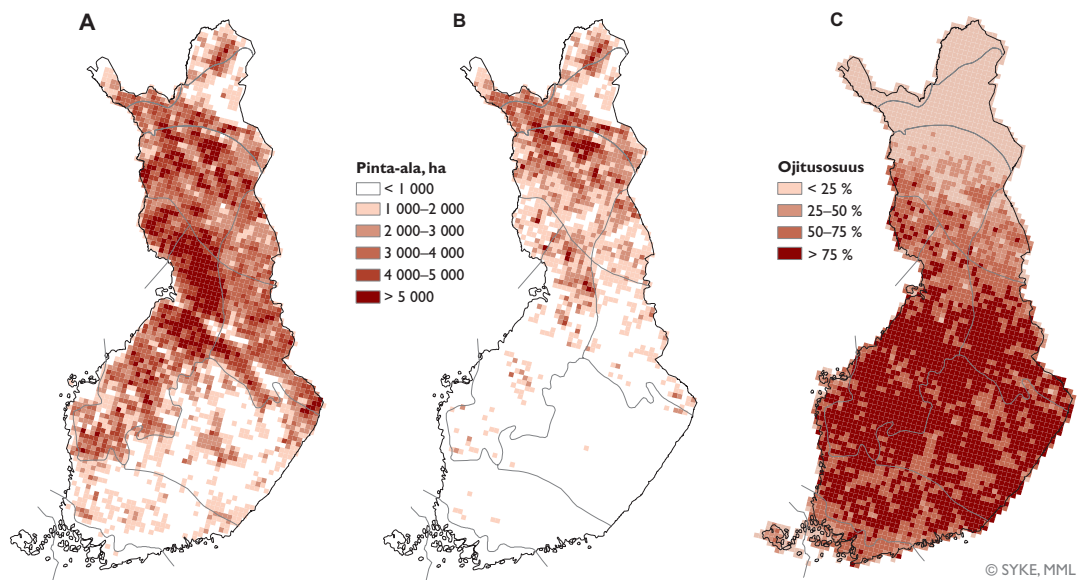 A
B
C
Pinta-ala, ha
< 1 000
1 000–2 000
2 000–3 000
3 000–4 000
4 000–5 000
> 5 000
Ojitusosuus
< 25 %
25–50 %
50–75 %
> 75 %
© SYKE, MML